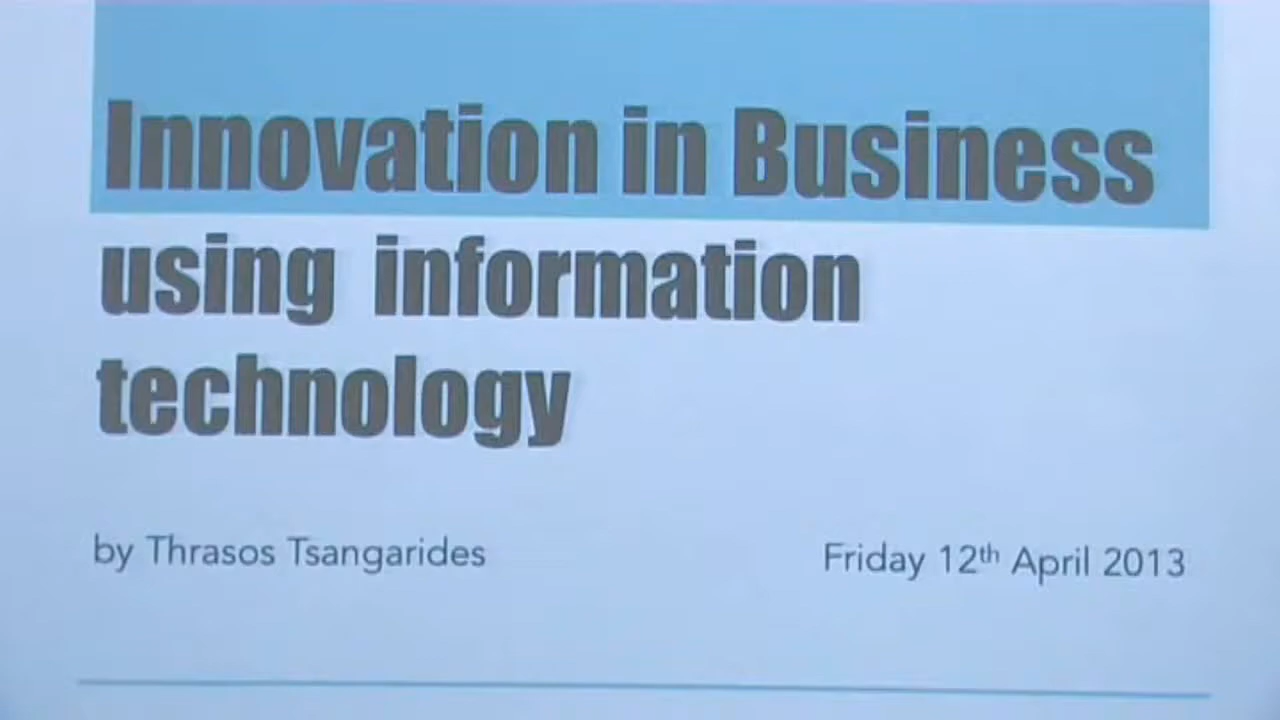 Innovation in Business
using information
technology
by Thrasos Tsangarides
Friday 12th April 2013